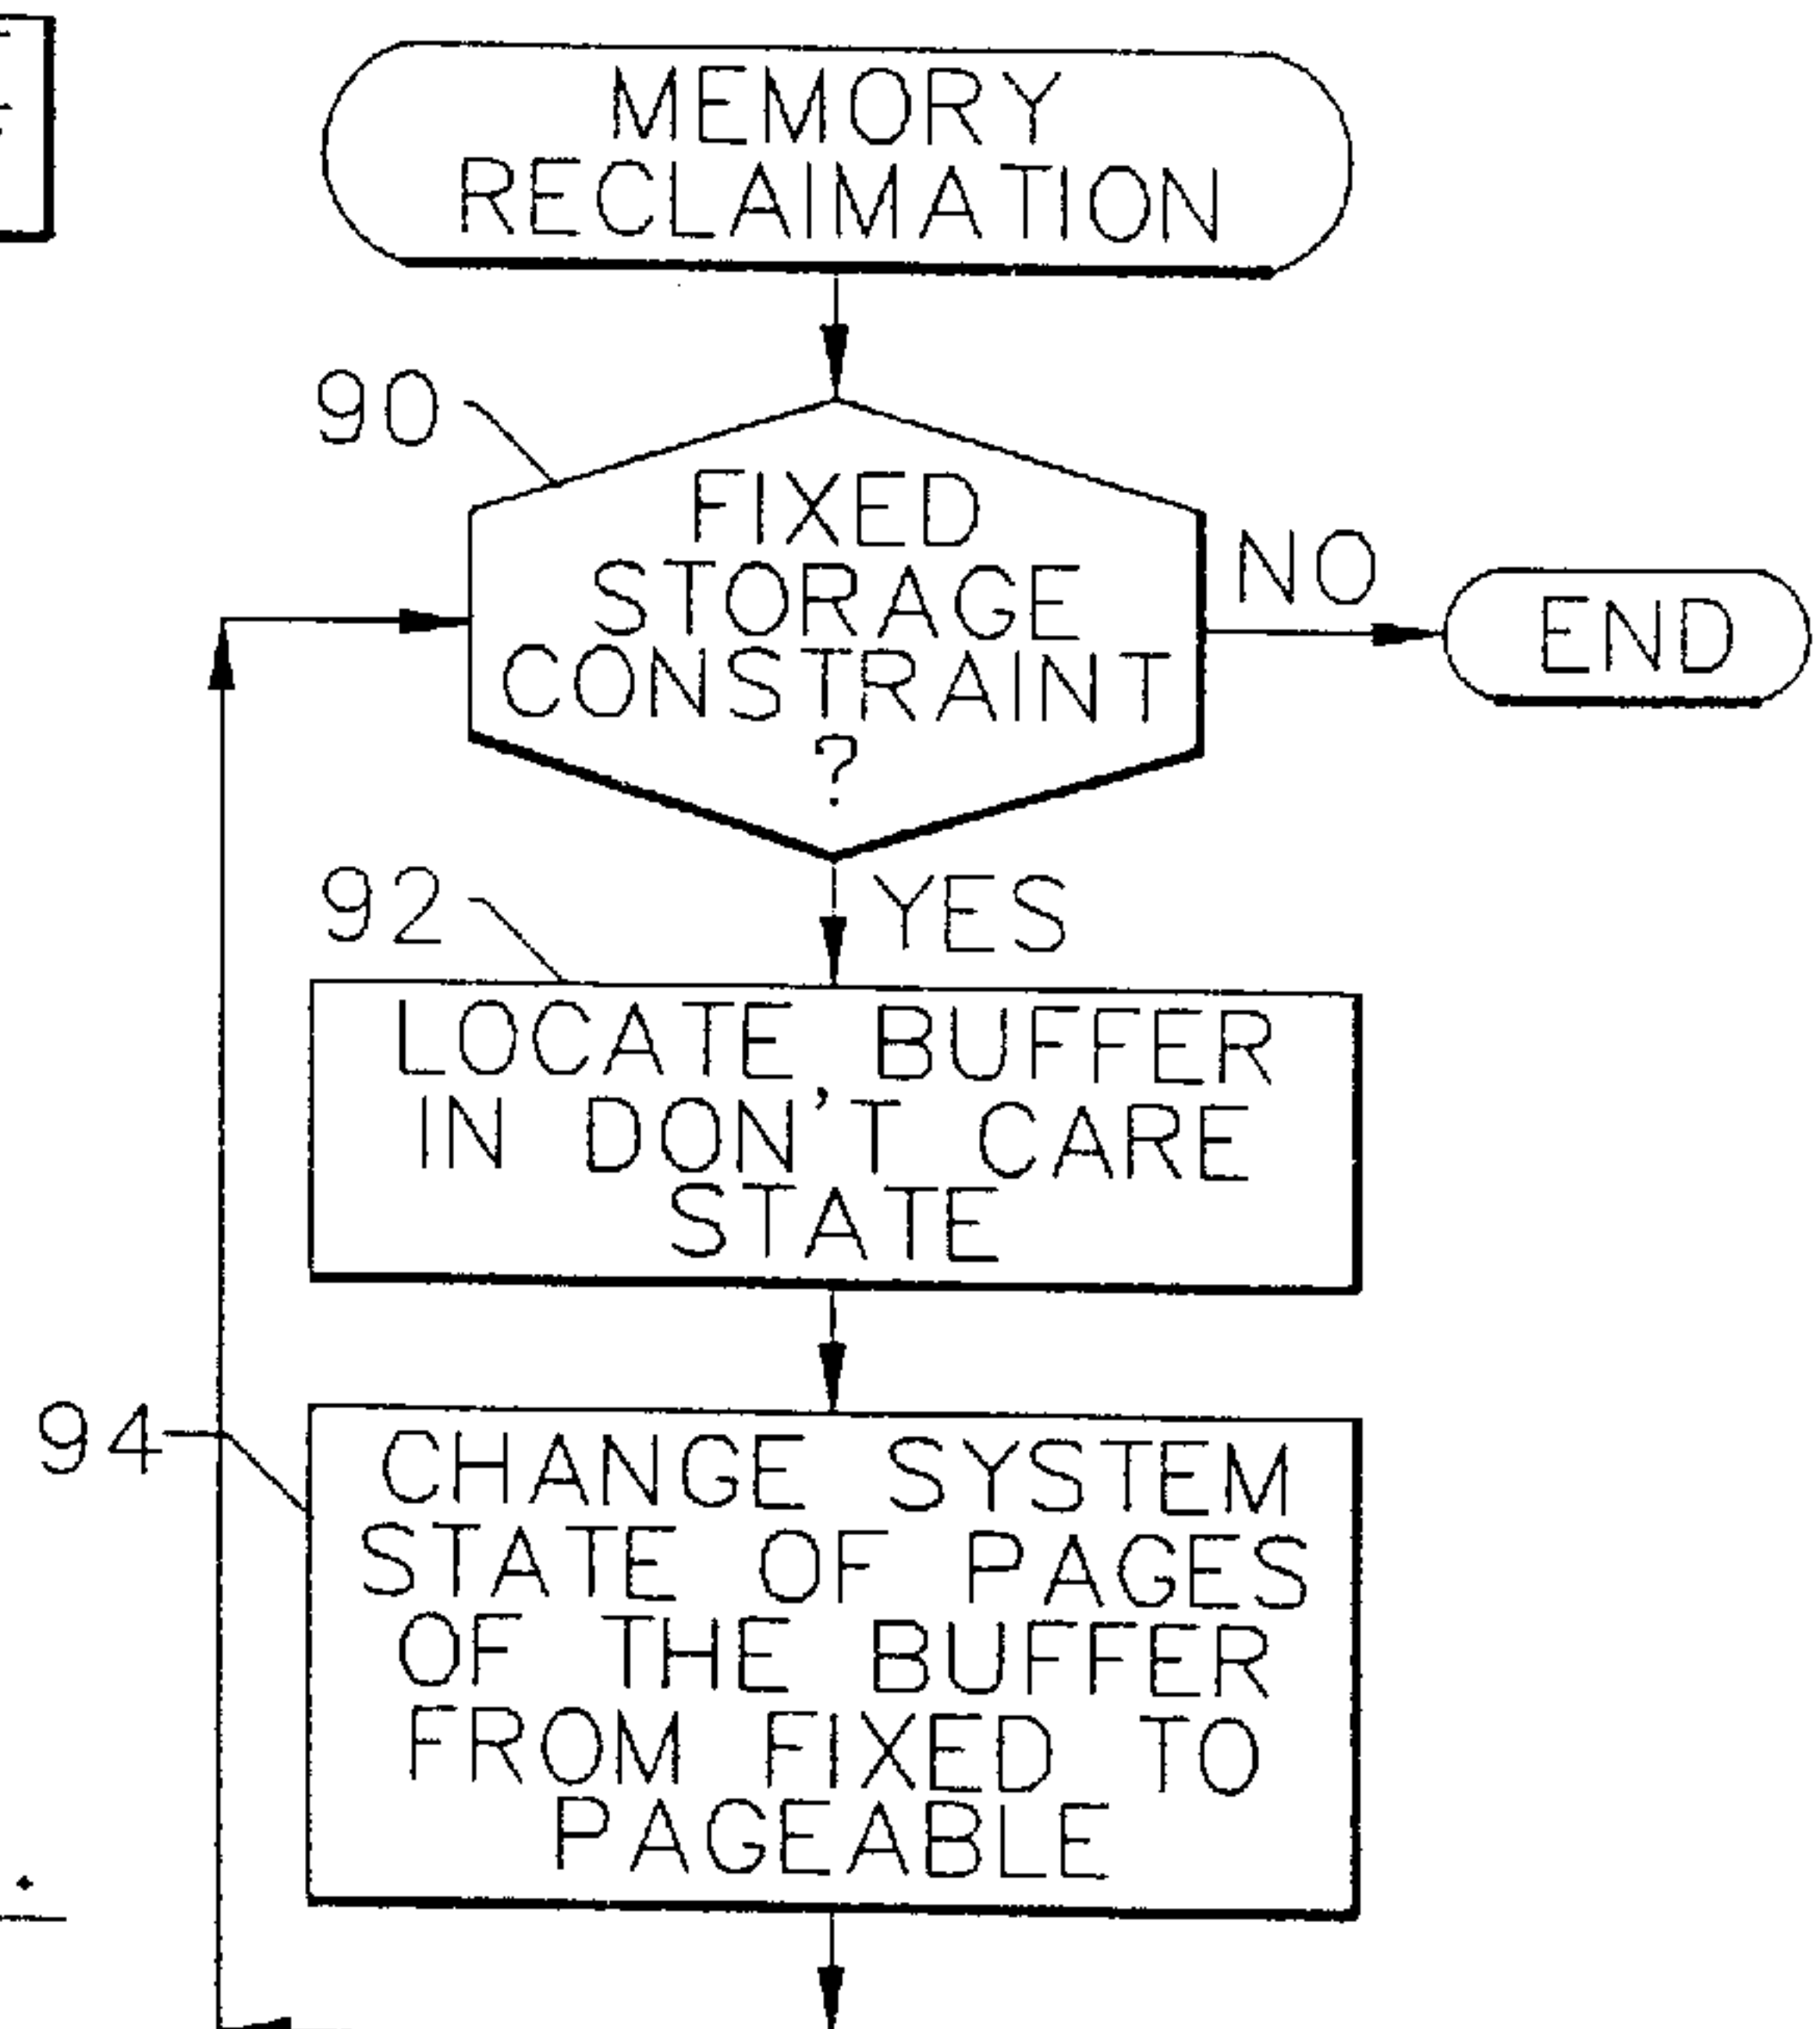 MEMORY
RECLAIMATION
90
FIXED
STORAGE
CONSTRAINT
?
NO
END
YES
92
LOCATE BUFFER
IN DON'T CARE
STATE
94
CHANGE SYSTEM
STATE OF PAGES
OF THE BUFFER
FROM FIXED TO
PAGEABLE